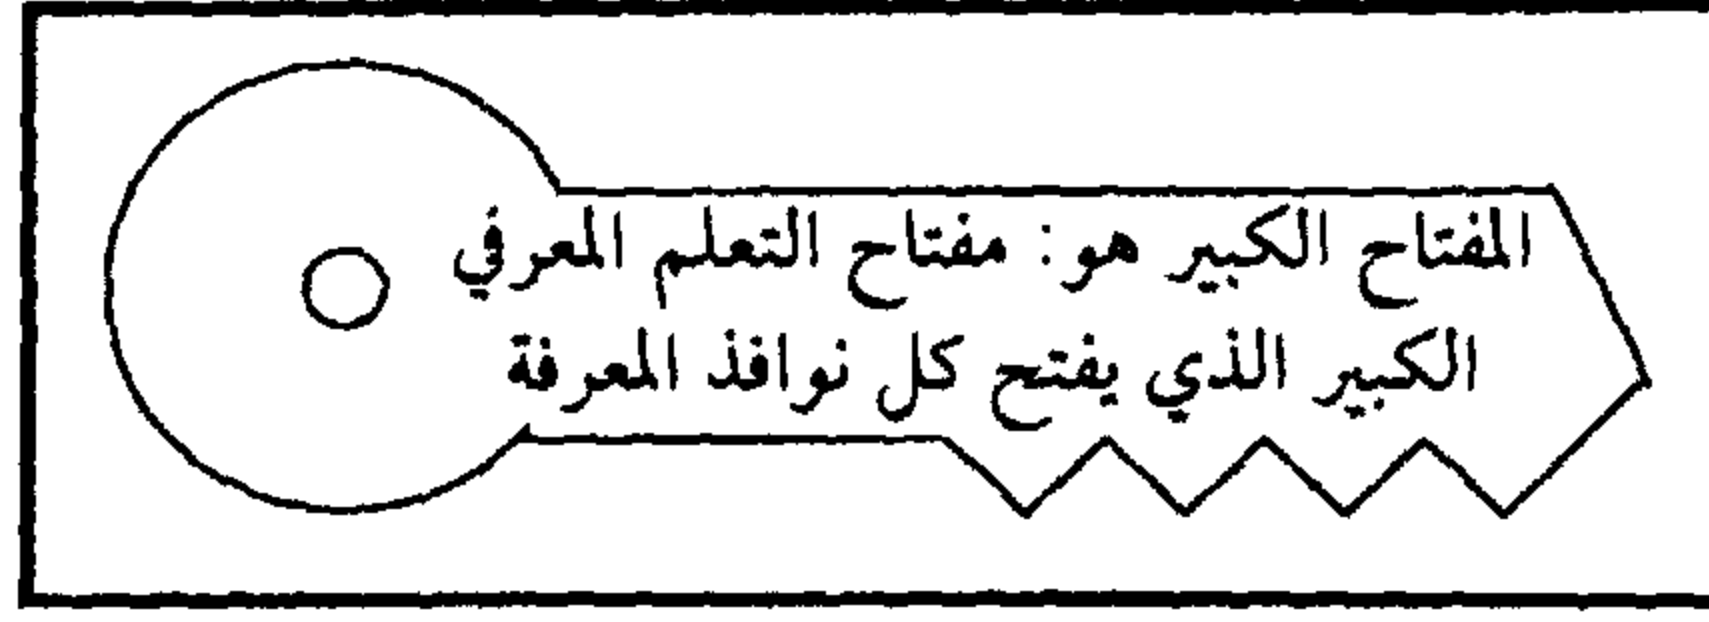 المفتاح الكبير هو: مفتاح التعلم المعرفي
الكبير الذي يفتح كل نوافذ المعرفة